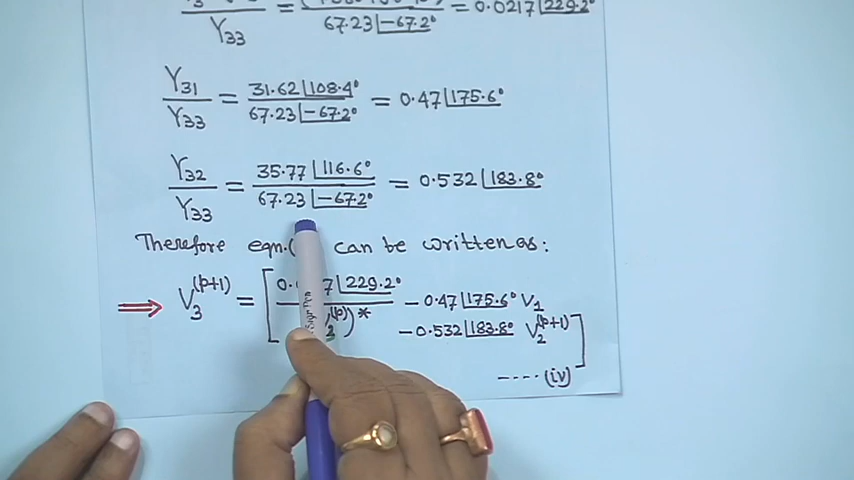 Y33 = 67.23∠-67.2° = 0.0217∠229.2°
Y31/Y33 = 31.62∠108.4°/67.23∠-67.2° = 0.47∠175.6°
Y32/Y33 = 35.77∠116.6°/67.23∠-67.2° = 0.532∠183.8°
Therefore eqn.( can be written as:
⟹ V3^(p+1) = [0. 7∠229.2°/ 2^(p))* - 0.47∠175.6° V1
- 0.532∠183.8° V2^(p+1)]
----(iv)